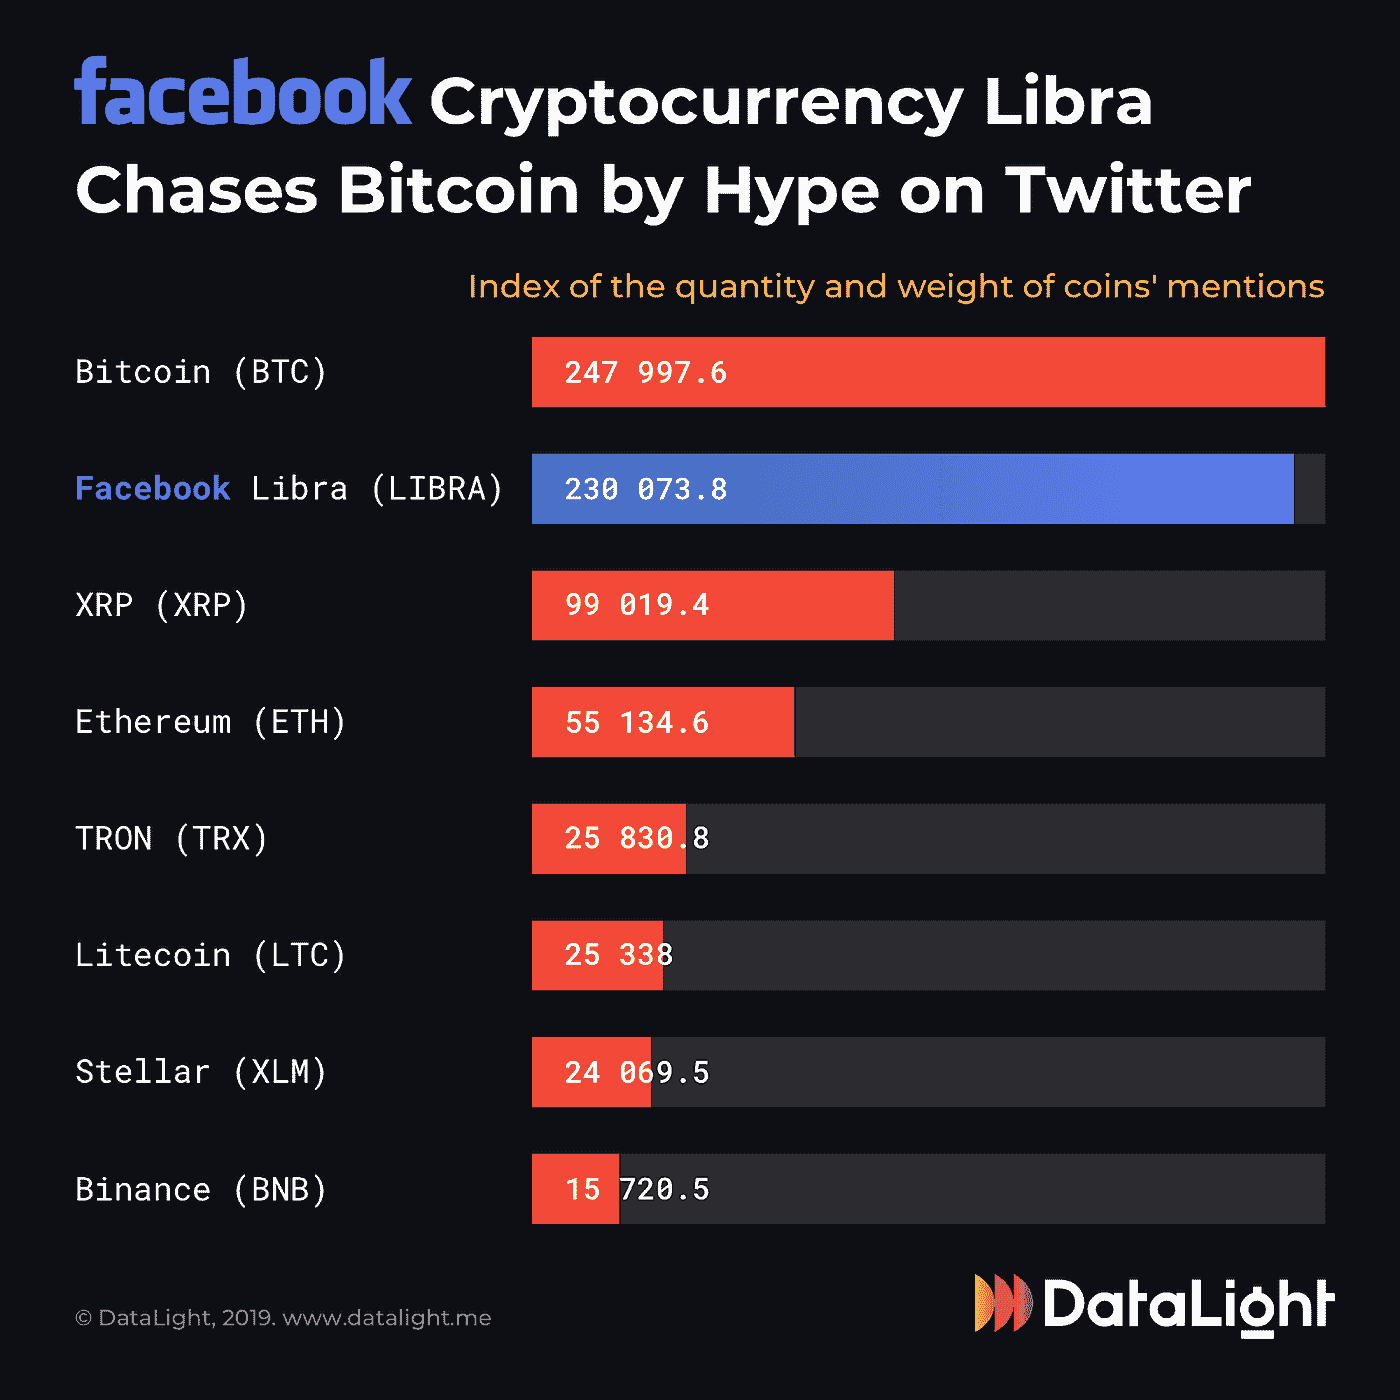 facebook Cryptocurrency Libra
Chases Bitcoin by Hype on Twitter
Index of the quantity and weight of coins' mentions
Bitcoin (BTC) 247 997.6
Facebook Libra (LIBRA) 230 073.8
XRP (XRP) 99 019.4
Ethereum (ETH) 55 134.6
TRON (TRX) 25 830.8
Litecoin (LTC) 25 338
Stellar (XLM) 24 069.5
Binance (BNB) 15 720.5
© DataLight, 2019. www.datalight.me
DataLight